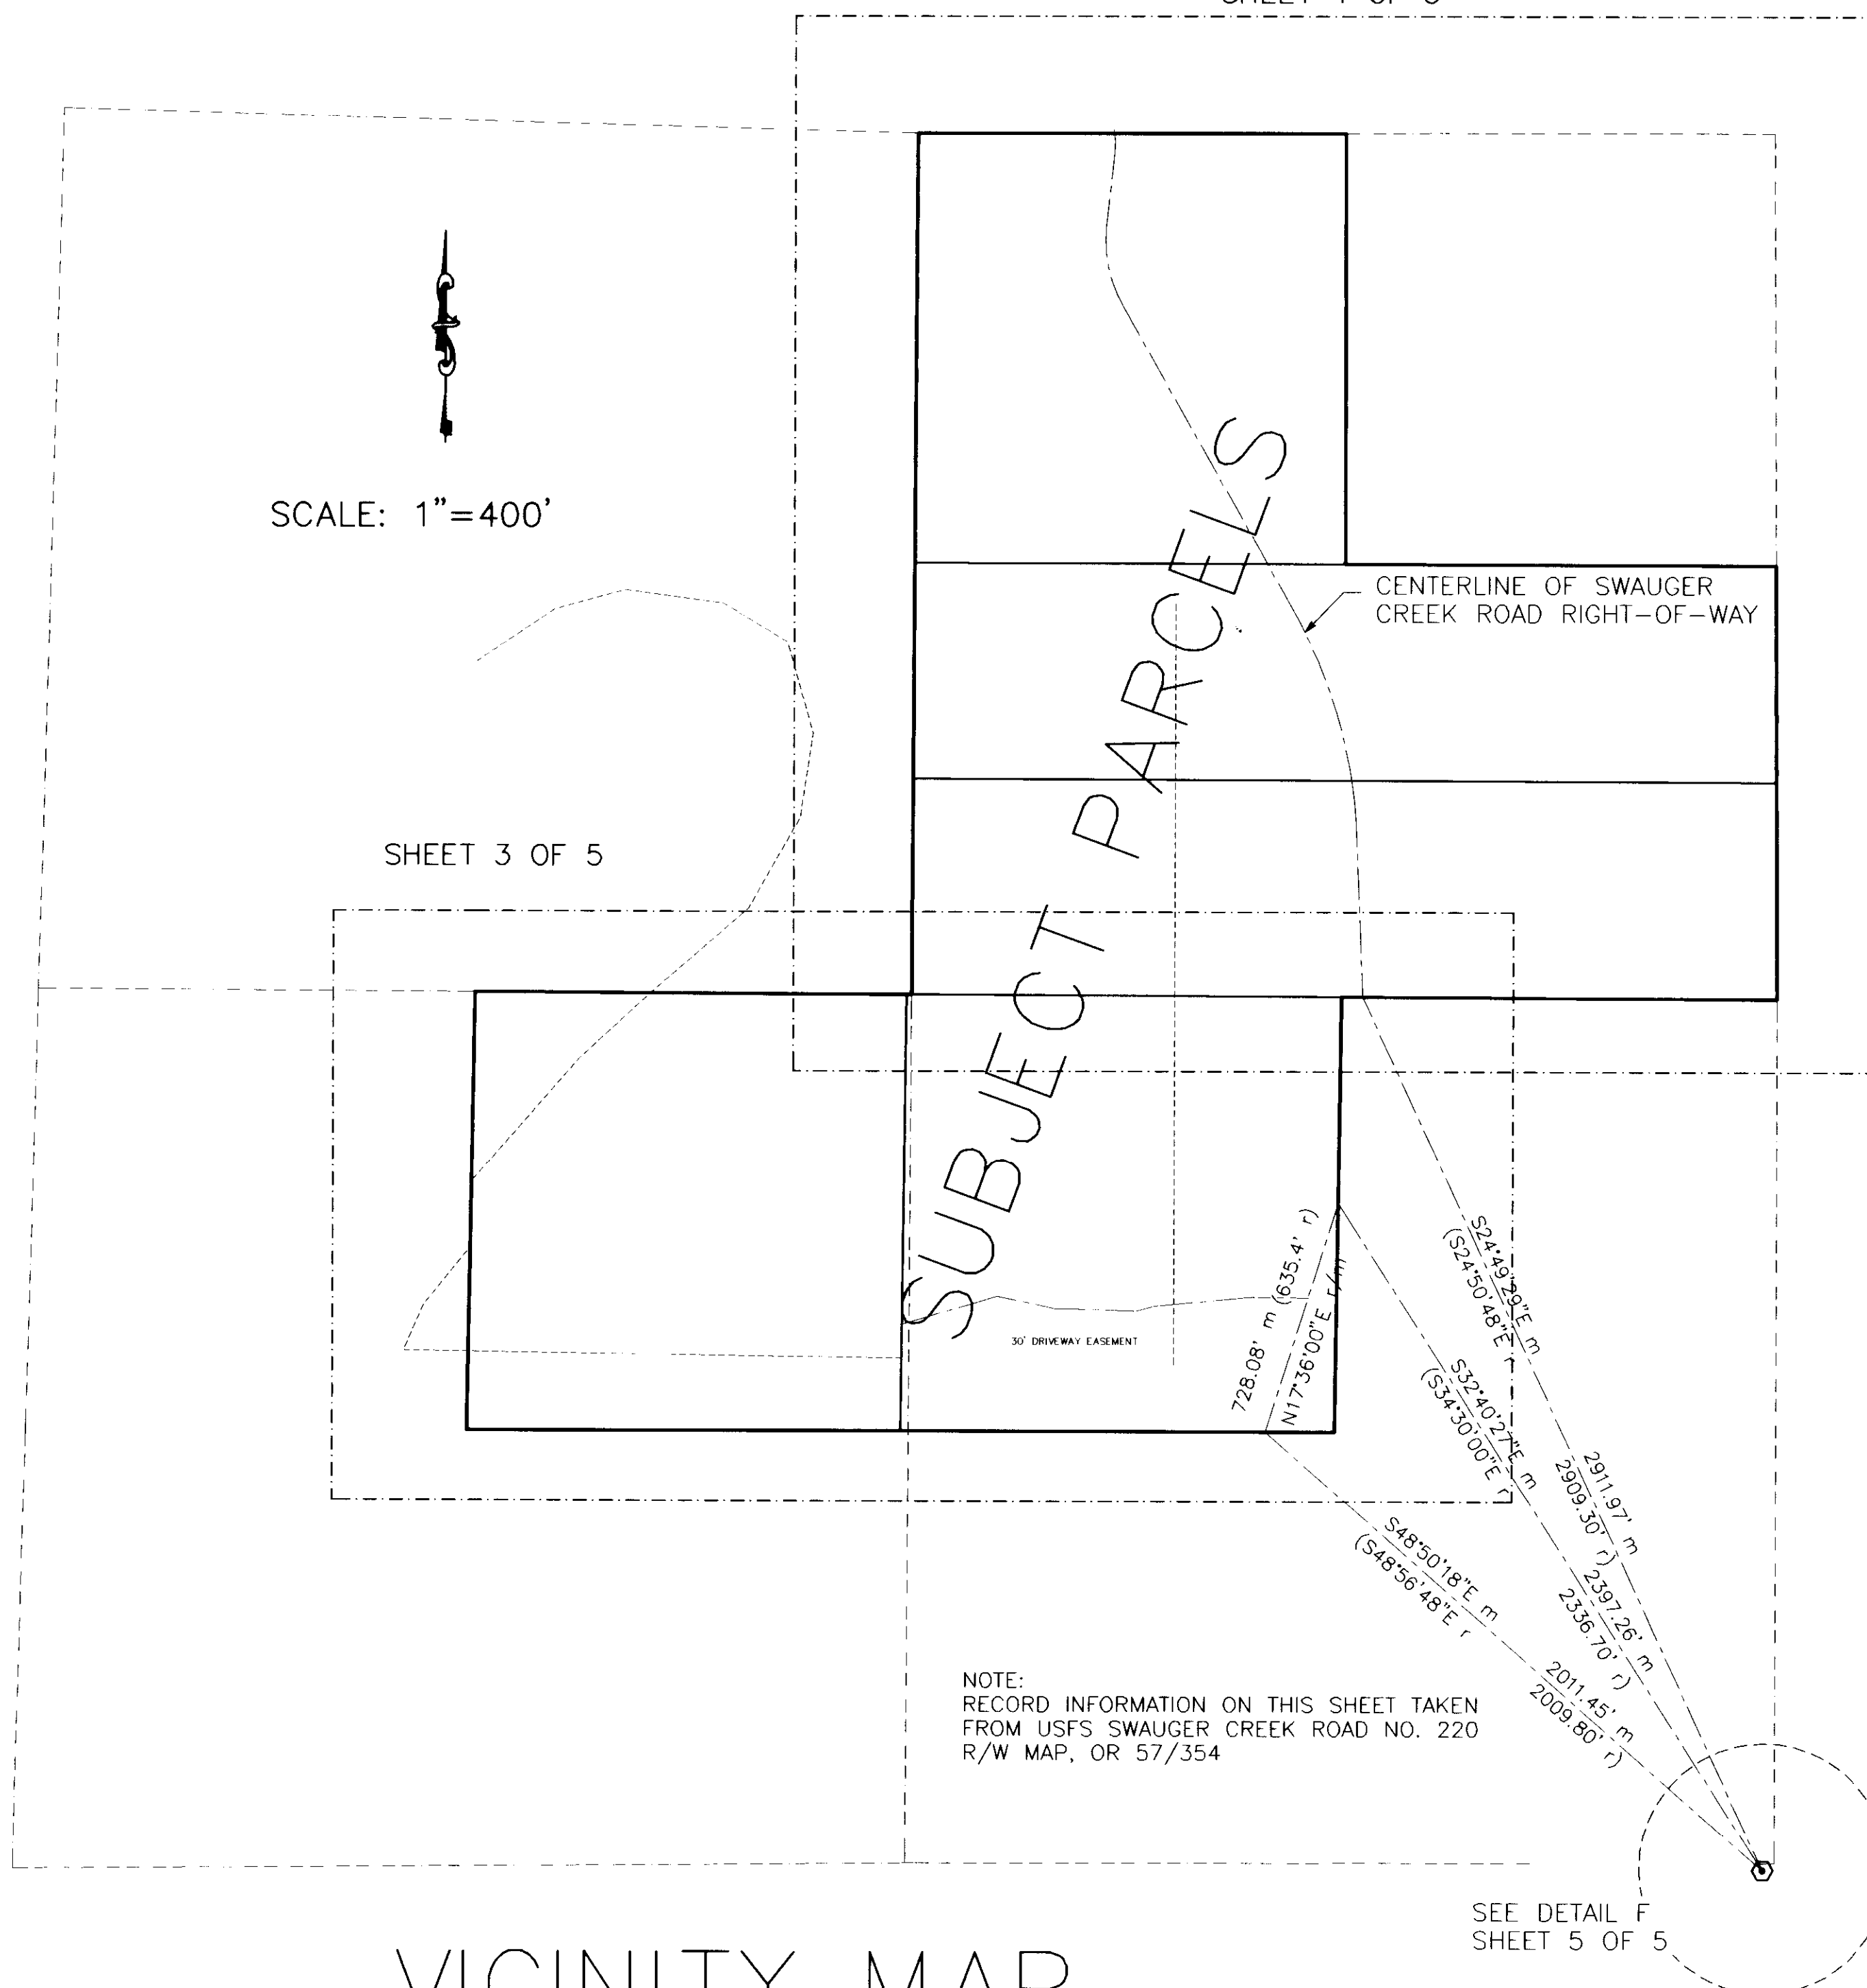 SCALE: 1"=400'
CENTERLINE OF SWAUGER
CREEK ROAD RIGHT-OF-WAY
SUBJECT PARCELS
SHEET 3 OF 5
30' DRIVEWAY EASEMENT
728.08' m (635.4' r)
N17°36'00"E r/m
S24°49'29"E m
(S24°50'48"E r
2911.97' m
2909.30' r)
S32°40'27"E m
(S34°30'00"E r
2397.26' m
2336.70' r)
S48°50'18"E m
(S48°56'48"E r
2011.45' m
2009.80' r)
NOTE:
RECORD INFORMATION ON THIS SHEET TAKEN
FROM USFS SWAUGER CREEK ROAD NO. 220
R/W MAP, OR 57/354
SEE DETAIL F
SHEET 5 OF 5
VICINITY MAP